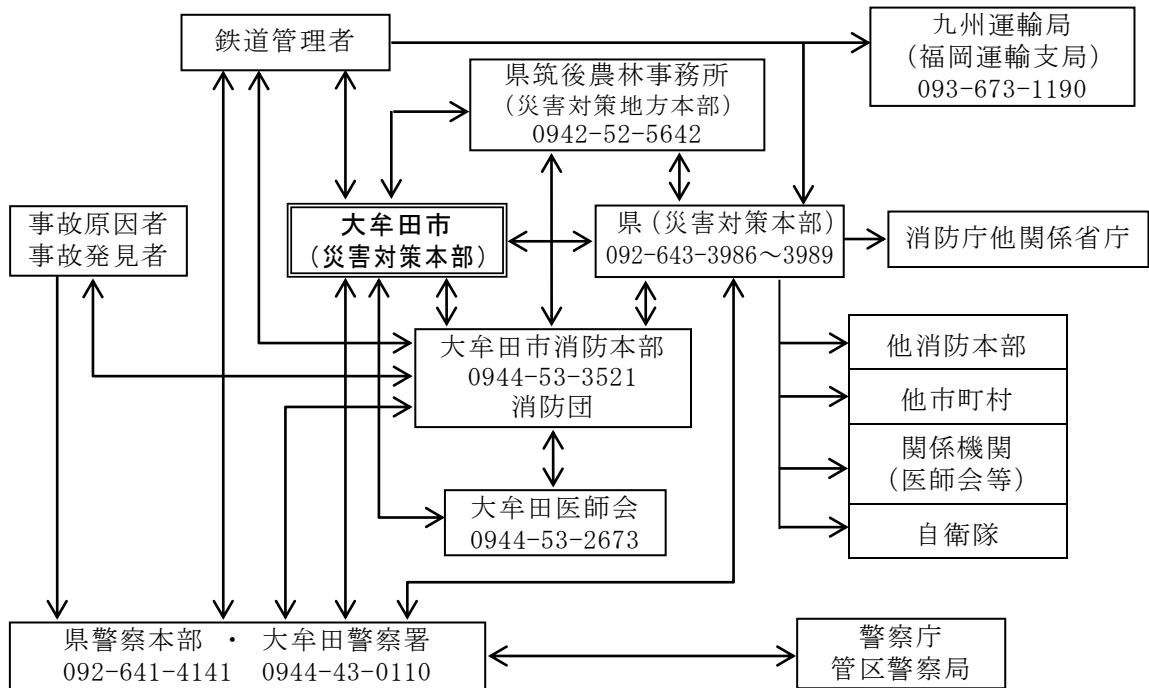 鉄道管理者
九州運輸局
(福岡運輸支局)
093-673-1190
県筑後農林事務所
(災害対策地方本部)
0942-52-5642
事故原因者
事故発見者
大牟田市
(災害対策本部)
県(災害対策本部)
092-643-3986～3989
消防庁他関係省庁
大牟田市消防本部
0944-53-3521
消防団
他消防本部
他市町村
関係機関
(医師会等)
自衛隊
大牟田医師会
0944-53-2673
県警察本部 ・ 大牟田警察署
092-641-4141 0944-43-0110
警察庁
管区警察局